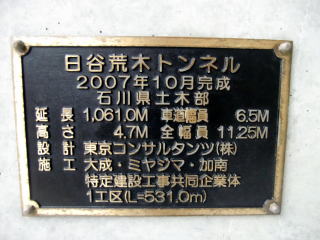 日谷荒木トンネル
2007年10月完成
石川県土木部
延長 1,061.0M 車道幅員 6.5M
高さ 4.7M 全幅員 11.25M
設計 東京コンサルタンツ(株)
施工 大成・ミヤジマ・加南
特定建設工事共同企業体
1工区(L=531.0m)